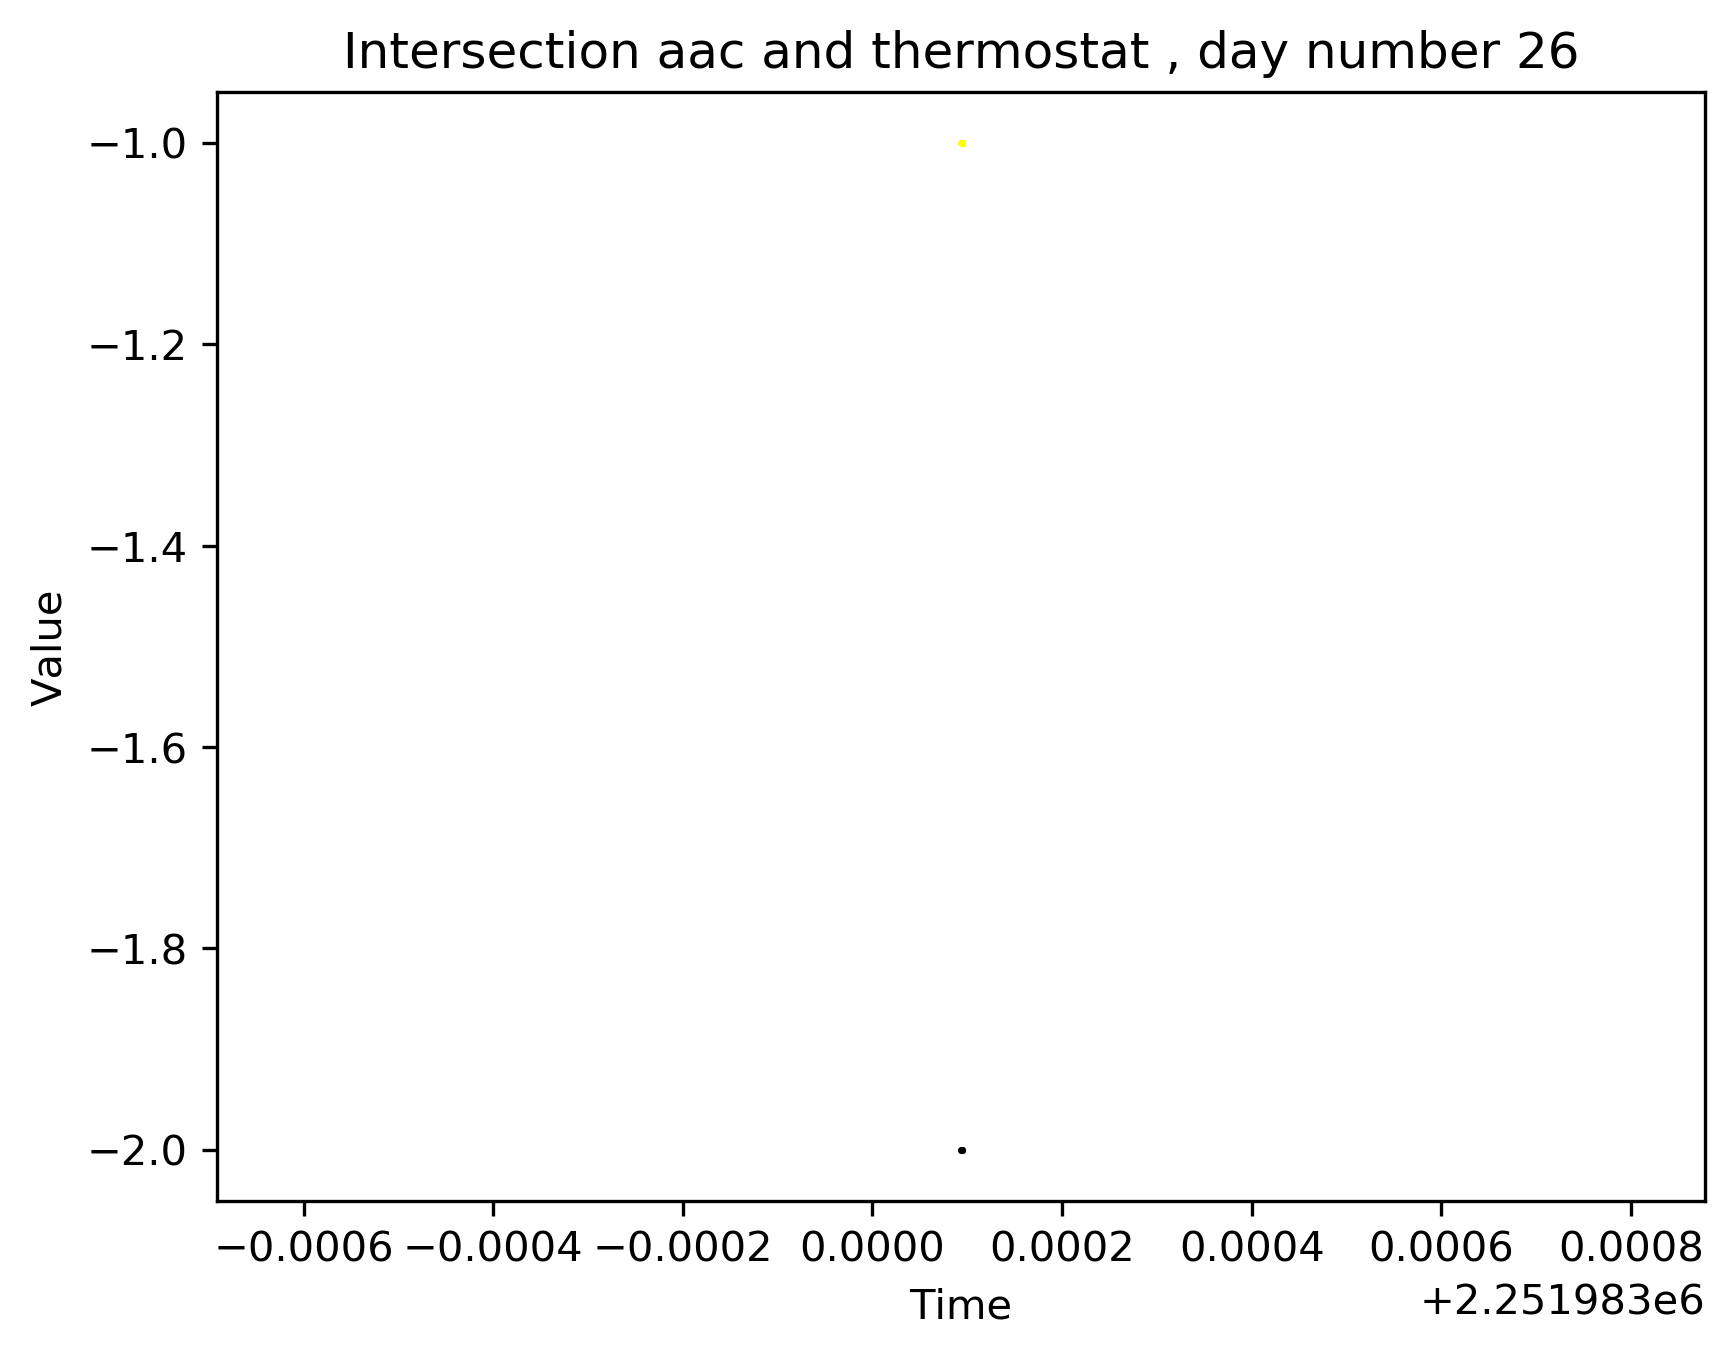 Intersection aac and thermostat , day number 26
−1.0
−1.2
−1.4
−1.6
−1.8
−2.0
Value
−0.0006 −0.0004 −0.0002 0.0000 0.0002 0.0004 0.0006 0.0008
+2.251983e6
Time